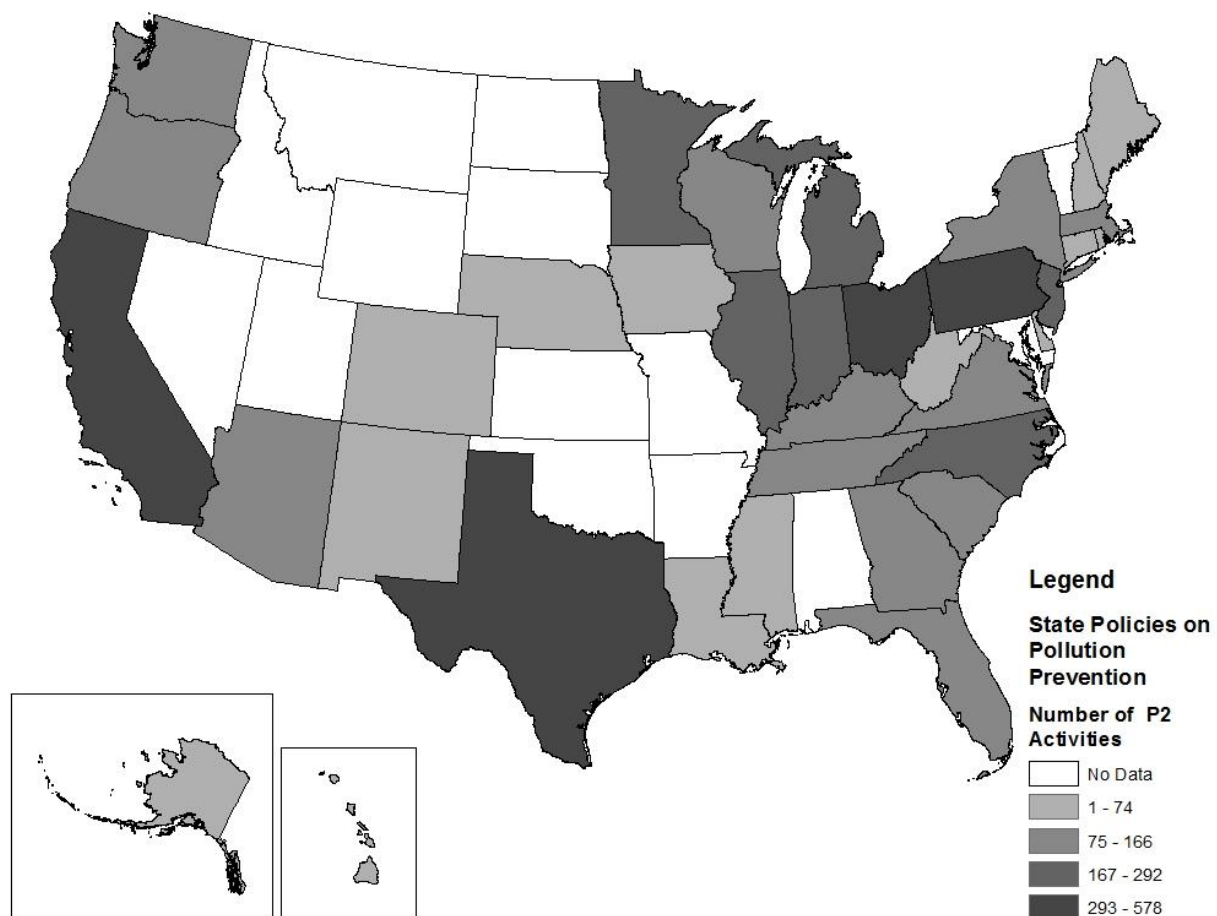 Legend
State Policies on
Pollution
Prevention
Number of P2
Activities
No Data
1 - 74
75 - 166
167 - 292
293 - 578